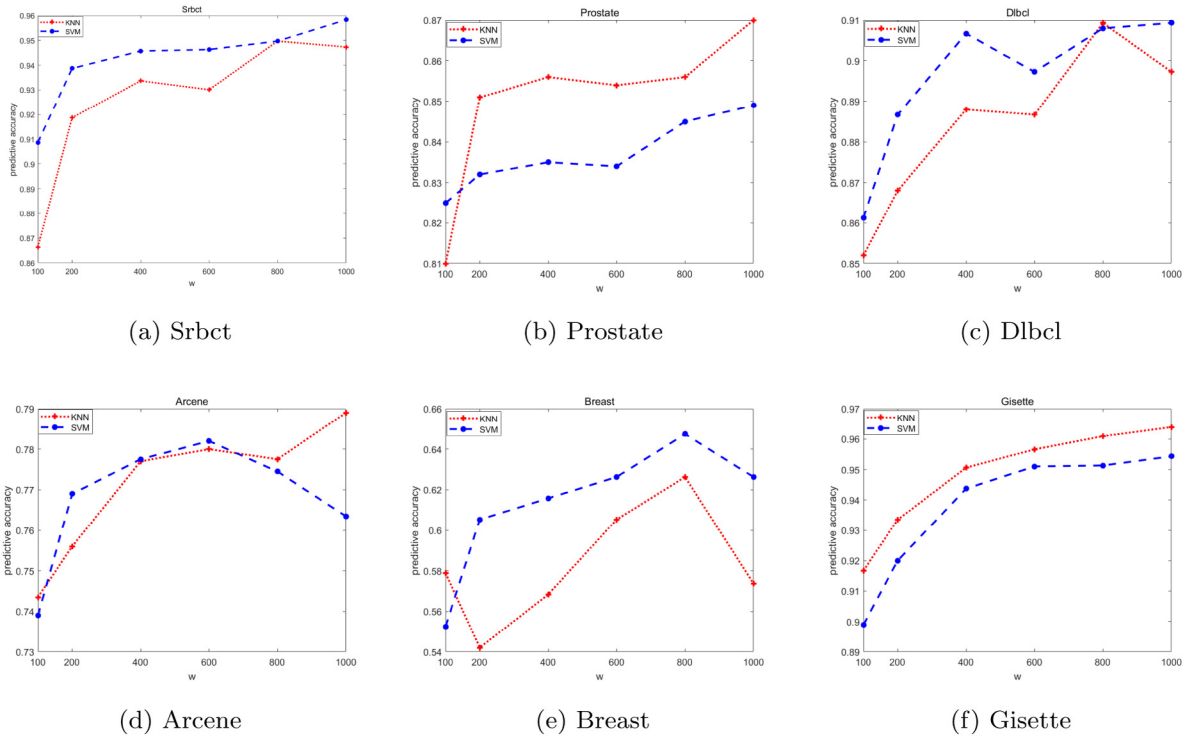 Srbct
KNN
SVM
0.96
0.95
0.94
0.93
0.92
0.91
0.9
0.89
0.88
0.87
0.86
predictive accuracy
100 200 400 600 800 1000
w
(a) Srbct
Prostate
KNN
SVM
0.87
0.86
0.85
0.84
0.83
0.82
0.81
predictive accuracy
100 200 400 600 800 1000
w
(b) Prostate
Dlbcl
KNN
SVM
0.91
0.9
0.89
0.88
0.87
0.86
0.85
predictive accuracy
100 200 400 600 800 1000
w
(c) Dlbcl
Arcene
KNN
SVM
0.79
0.78
0.77
0.76
0.75
0.74
0.73
predictive accuracy
100 200 400 600 800 1000
w
(d) Arcene
Breast
KNN
SVM
0.66
0.64
0.62
0.6
0.58
0.56
0.54
predictive accuracy
100 200 400 600 800 1000
w
(e) Breast
Gisette
KNN
SVM
0.97
0.96
0.95
0.94
0.93
0.92
0.91
0.9
0.89
predictive accuracy
100 200 400 600 800 1000
w
(f) Gisette